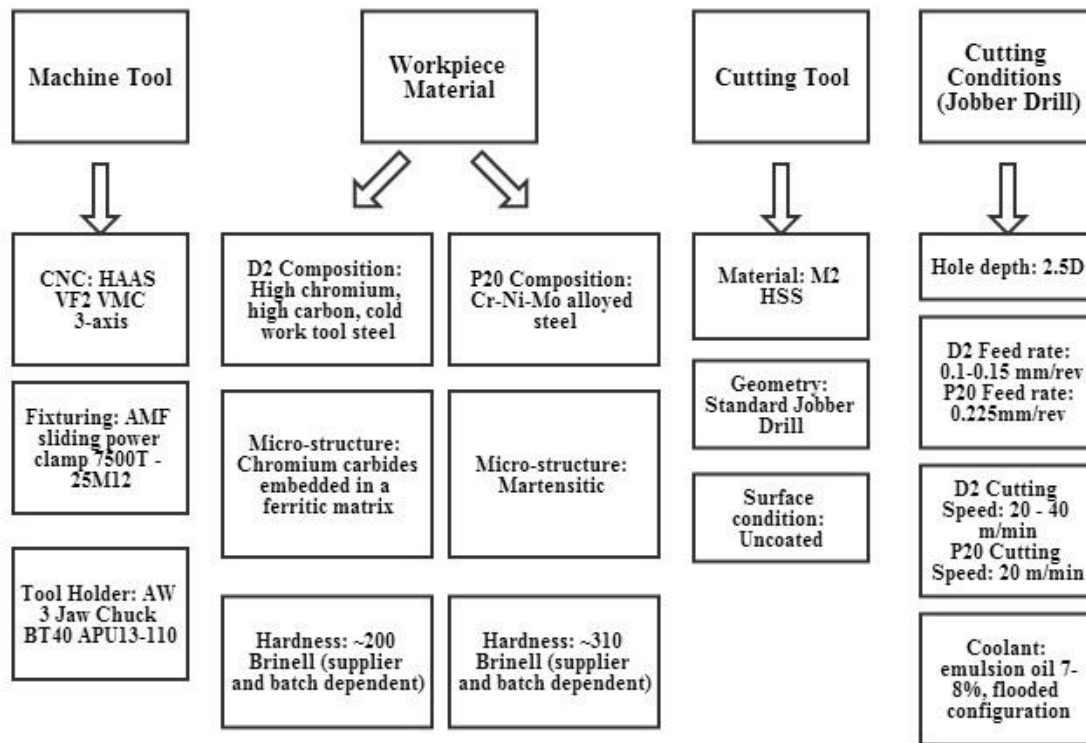 Machine Tool
Workpiece
Material
Cutting Tool
Cutting
Conditions
(Jobber Drill)
CNC: HAAS
VF2 VMC
3-axis
Fixturing: AMF
sliding power
clamp 7500T -
25M12
Tool Holder: AW
3 Jaw Chuck
BT40 APU13-110
D2 Composition:
High chromium,
high carbon, cold
work tool steel
Micro-structure:
Chromium carbides
embedded in a
ferritic matrix
Hardness: ~200
Brinell (supplier
and batch dependent)
P20 Composition:
Cr-Ni-Mo alloyed
steel
Micro-structure:
Martensitic
Hardness: ~310
Brinell (supplier
and batch dependent)
Material: M2
HSS
Geometry:
Standard Jobber
Drill
Surface
condition:
Uncoated
Hole depth: 2.5D
D2 Feed rate:
0.1-0.15 mm/rev
P20 Feed rate:
0.225mm/rev
D2 Cutting
Speed: 20 - 40
m/min
P20 Cutting
Speed: 20 m/min
Coolant:
emulsion oil 7-
8%, flooded
configuration